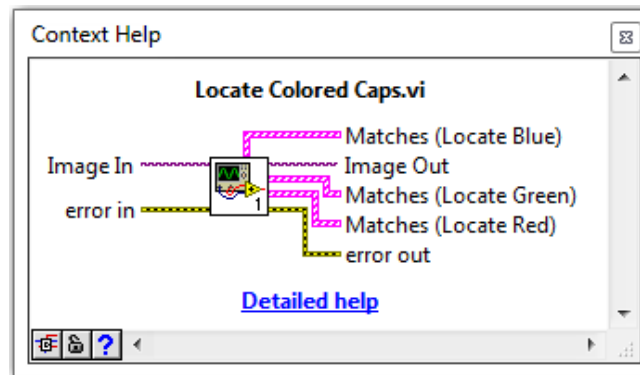 Context Help
Locate Colored Caps.vi
Matches (Locate Blue)
Image In
Image Out
Matches (Locate Green)
error in
Matches (Locate Red)
1
error out
Detailed help
?